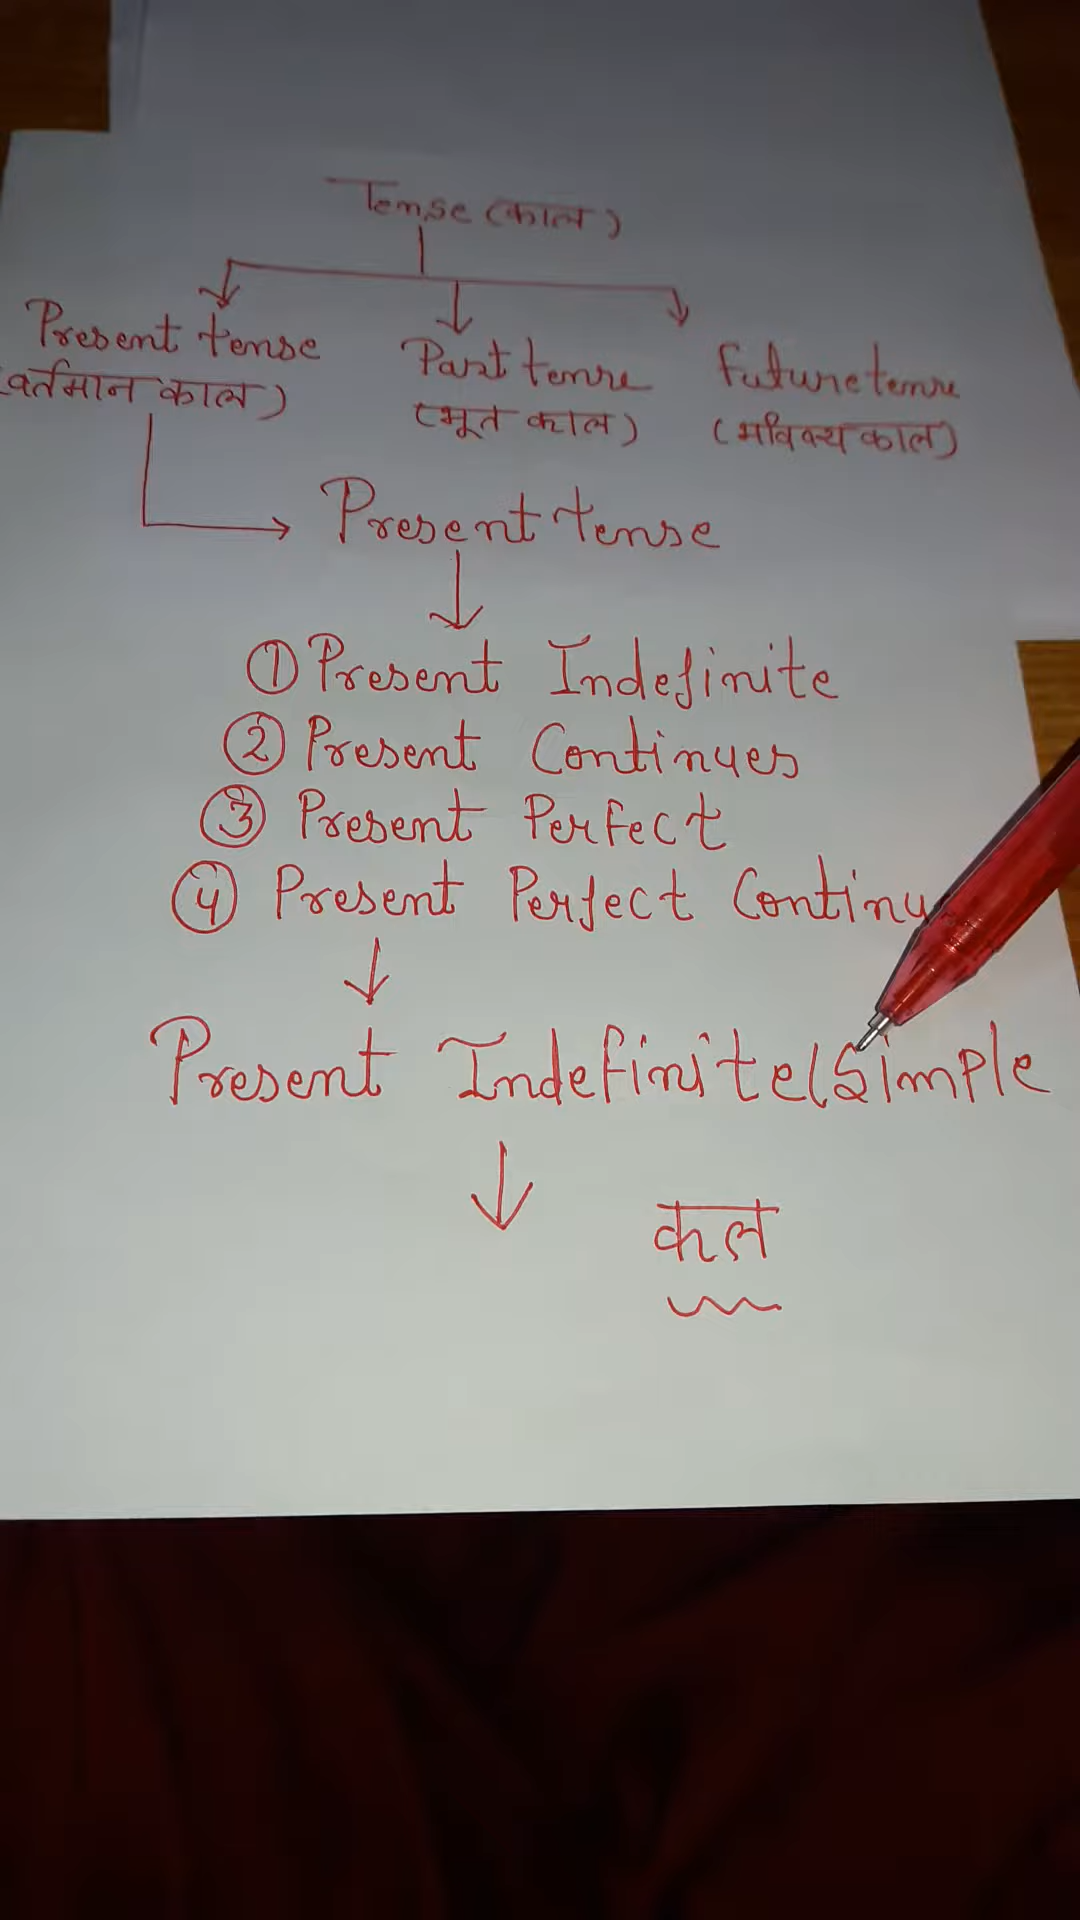 Tense (काल)
Present tense Past tense Future tense
(वर्तमान काल) (भूत काल) (भविष्य काल)
Present tense
① Present Indefinite
② Present Continues
③ Present Perfect
④ Present Perfect Continu
Present Indefinite(Simple
कल